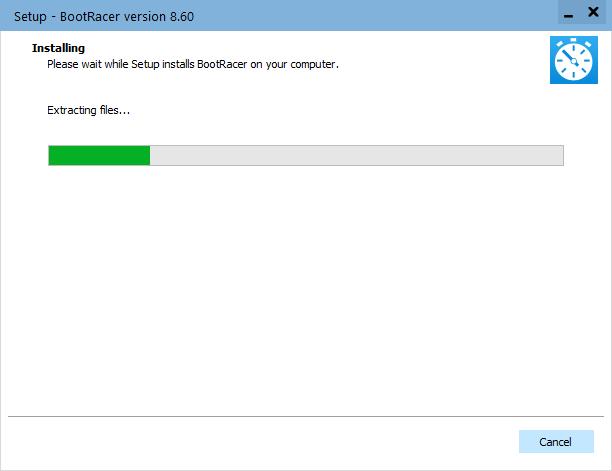 Setup - BootRacer version 8.60
Installing
Please wait while Setup installs BootRacer on your computer.
Extracting files...
Cancel